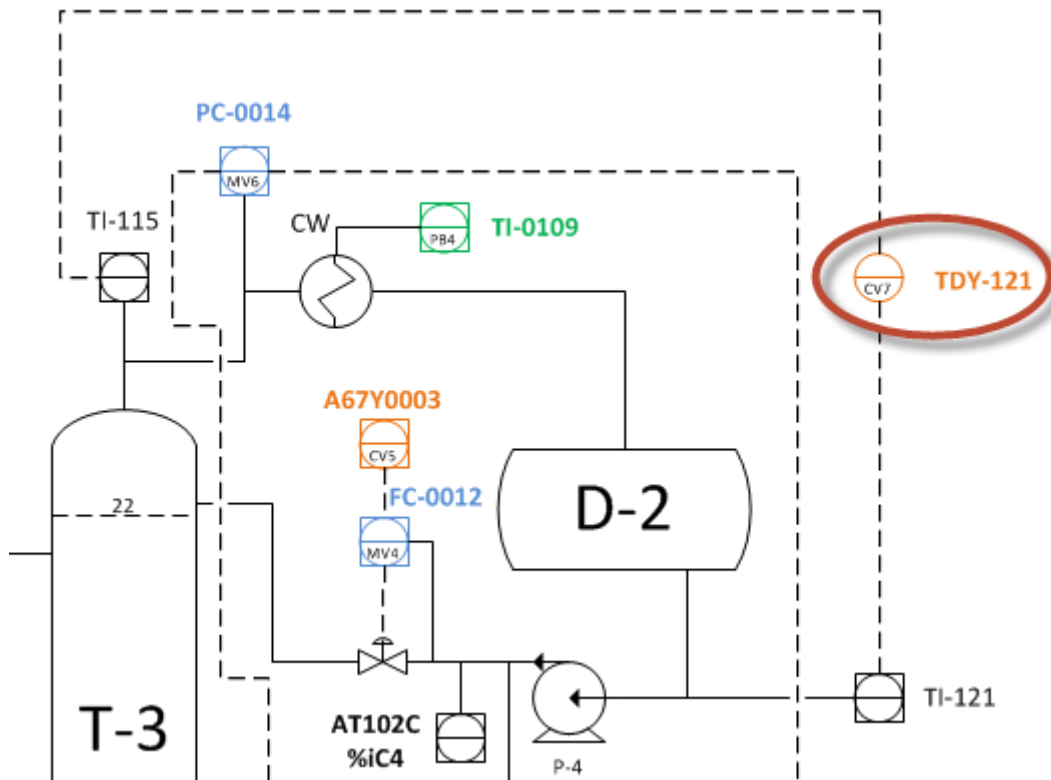 PC-0014
MV6
TI-115
CW
PB4
TI-0109
CV7
TDY-121
A67Y0003
CV5
FC-0012
MV4
22
D-2
T-3
AT102C
%iC4
P-4
TI-121